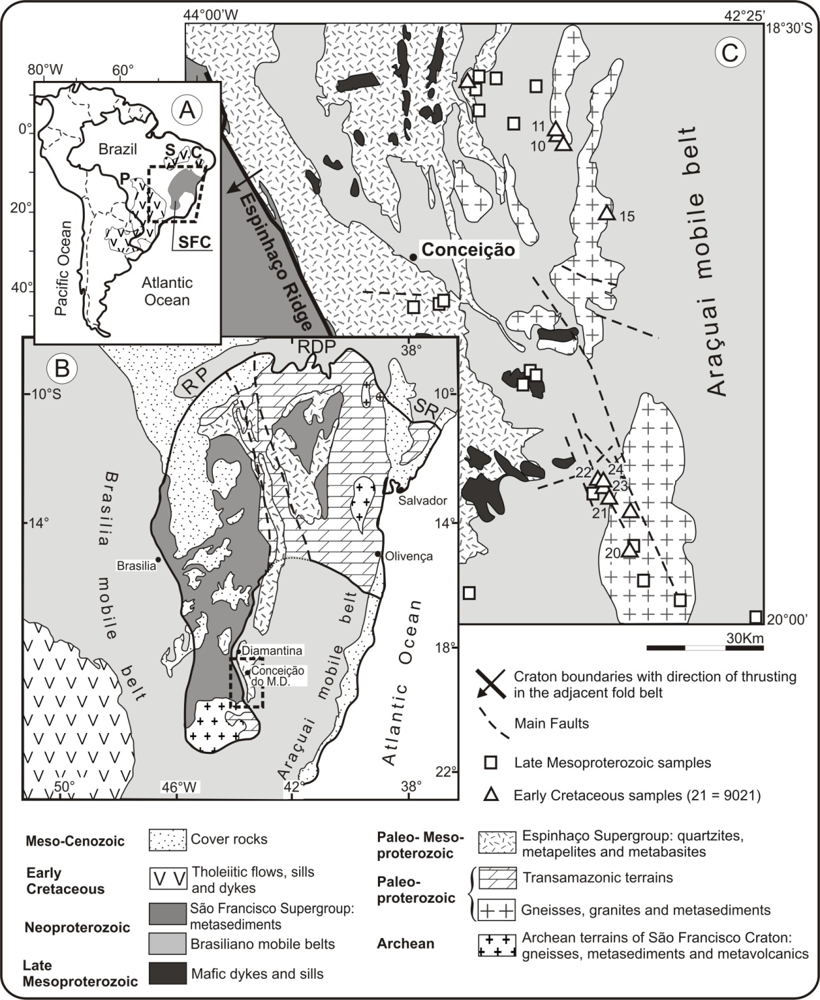 44°00’W
42°25’
18°30’S
C
80°W
60°
A
0°
Brazil
S
C
P
20°
SFC
40°
Pacific Ocean
Atlantic
Ocean
Espinhaço Ridge
11
10
15
Conceição
Araçuai mobile belt
22
24
23
21
20
20°00’
30Km
B
RDP
38°
RP
10°S
10°
SR
Salvador
14°
14°
Olivença
Brasilia
Brasilia mobile belt
Diamantina
18°
Conceição
do M.D.
Araçuai mobile belt
Atlantic Ocean
22°
50°
46°W
42°
38°
Craton boundaries with direction of thrusting
in the adjacent fold belt
Main Faults
Late Mesoproterozoic samples
Early Cretaceous samples (21 = 9021)
Meso-Cenozoic
Cover rocks
Early
Cretaceous
Tholeiitic flows, sills
and dykes
Neoproterozoic
São Francisco Supergroup:
metasediments
Brasiliano mobile belts
Late
Mesoproterozoic
Mafic dykes and sills
Paleo- Meso-
proterozoic
Espinhaço Supergroup: quartzites,
metapelites and metabasites
Paleo-
proterozoic
Transamazonic terrains
Gneisses, granites and metasediments
Archean
Archean terrains of São Francisco Craton:
gneisses, metasediments and metavolcanics